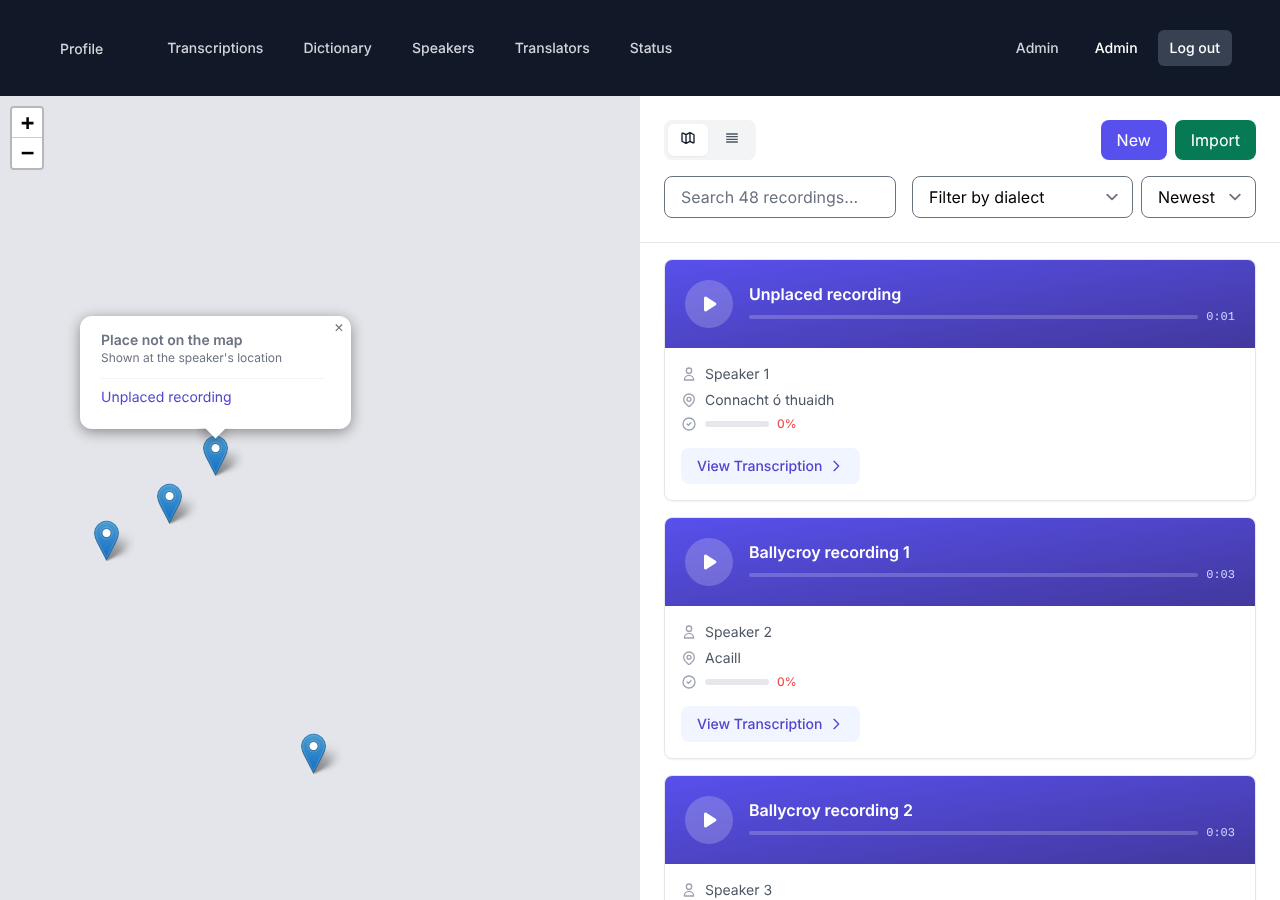 Profile
Transcriptions
Dictionary
Speakers
Translators
Status
Admin
Admin
Log out
+
−
Place not on the map
×
Shown at the speaker's location
Unplaced recording
New
Import
Search 48 recordings...
Filter by dialect
Newest
Unplaced recording
0:01
Speaker 1
Connacht ó thuaidh
0%
View Transcription
Ballycroy recording 1
0:03
Speaker 2
Acaill
0%
View Transcription
Ballycroy recording 2
0:03
Speaker 3